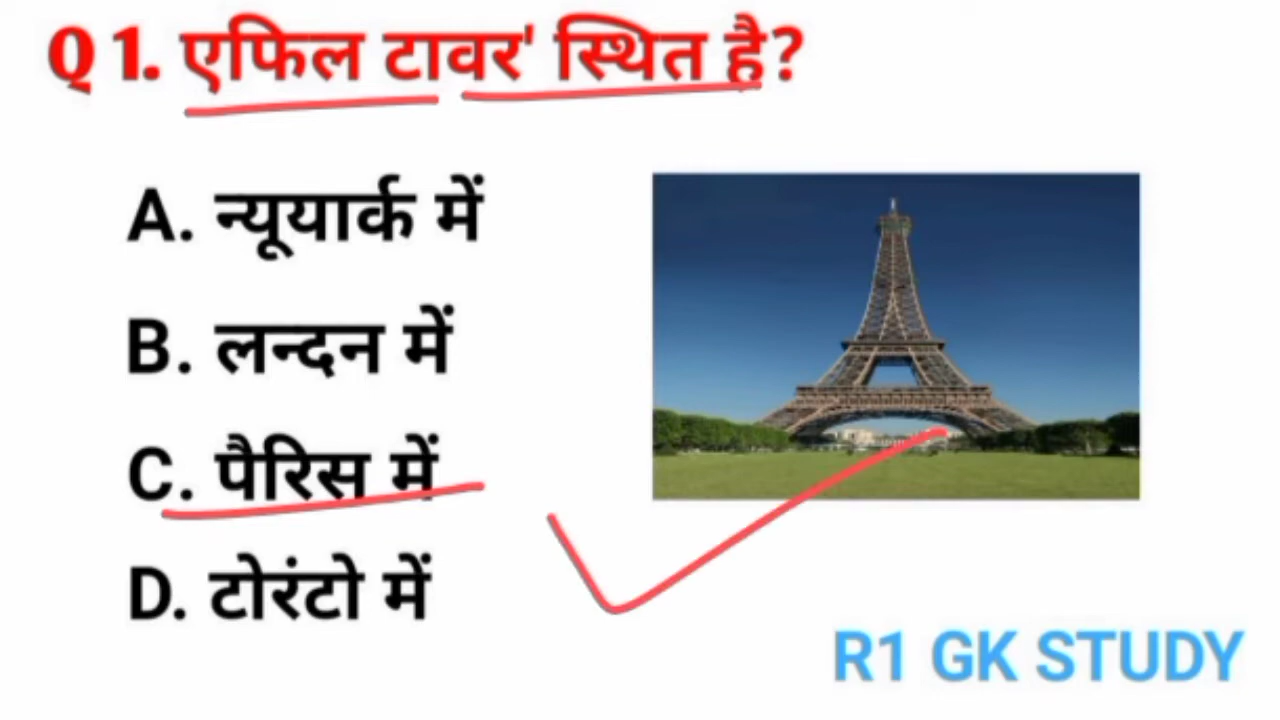 Q 1. एफिल टावर' स्थित है?
A. न्यूयार्क में
B. लन्दन में
C. पैरिस में
D. टोरंटो में
R1 GK STUDY